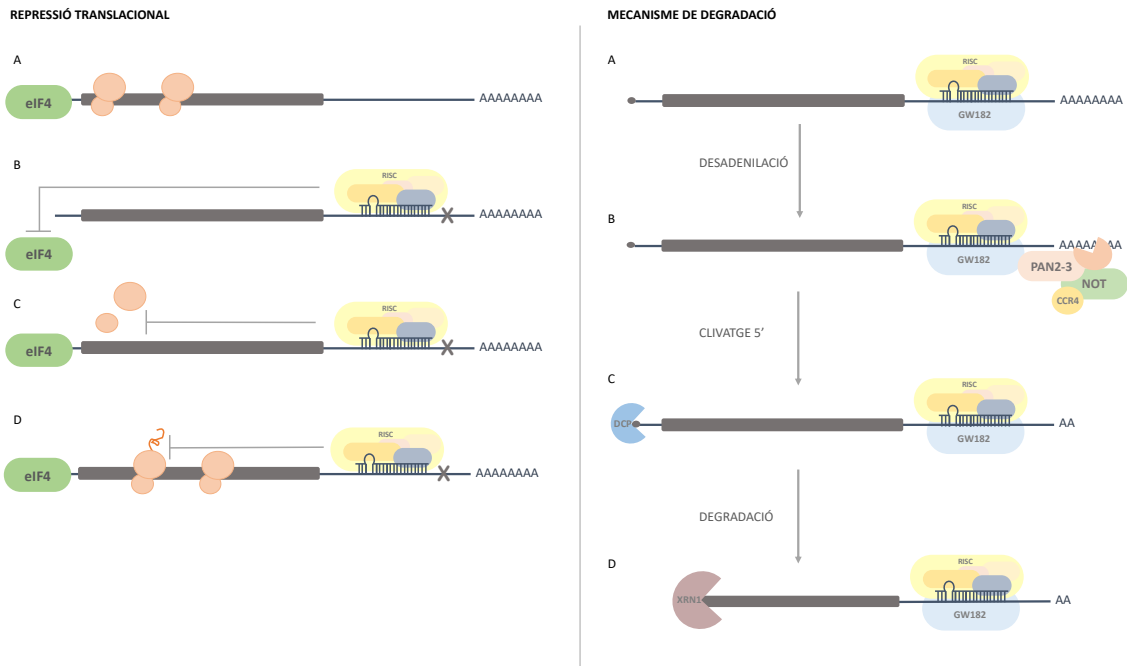 REPRESSIÓ TRANSLACIONAL
A
eIF4
AAAAAAAA
B
RISC
AAAAAAAA
eIF4
C
RISC
eIF4
AAAAAAAA
D
RISC
eIF4
AAAAAAAA
MECANISME DE DEGRADACIÓ
A
RISC
AAAAAAAA
GW182
DESADENILACIÓ
B
RISC
AAAAAAAA
GW182
PAN2-3
NOT
CCR4
CLIVATGE 5’
C
RISC
DCP
AA
GW182
DEGRADACIÓ
D
RISC
XRN1
AA
GW182